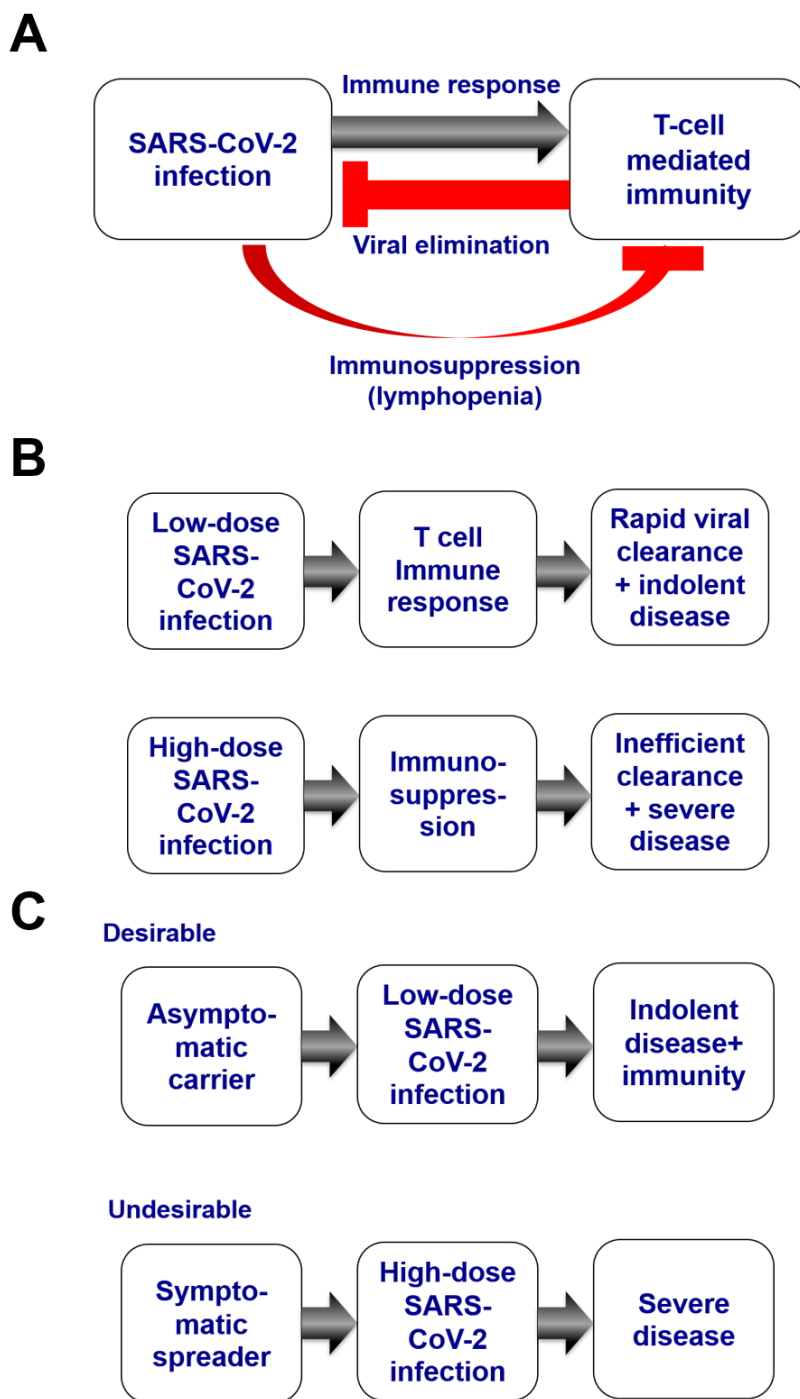 A
Immune response
SARS-CoV-2
infection
T-cell
mediated
immunity
Viral elimination
Immunosuppression
(lymphopenia)
B
Low-dose
SARS-
CoV-2
infection
T cell
Immune
response
Rapid viral
clearance
+ indolent
disease
High-dose
SARS-
CoV-2
infection
Immuno-
suppres-
sion
Inefficient
clearance
+ severe
disease
C
Desirable
Asympto-
matic
carrier
Low-dose
SARS-
CoV-2
infection
Indolent
disease+
immunity
Undesirable
Sympto-
matic
spreader
High-dose
SARS-
CoV-2
infection
Severe
disease